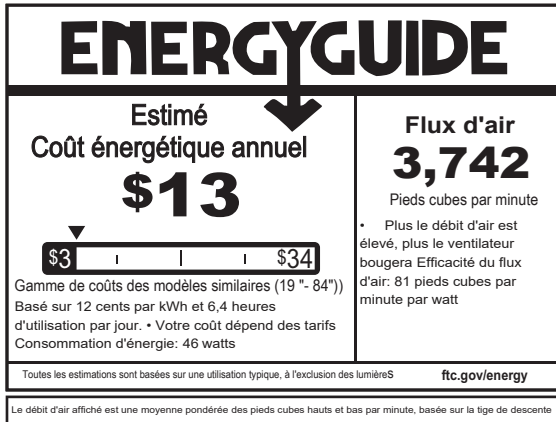 ENERGYGUIDE
Estimé
Coût énergétique annuel
$13
$3
$34
Gamme de coûts des modèles similaires (19 "- 84"))
Basé sur 12 cents par kWh et 6,4 heures
d'utilisation par jour. • Votre coût dépend des tarifs
Consommation d'énergie: 46 watts
Flux d'air
3,742
Pieds cubes par minute
• Plus le débit d'air est
élevé, plus le ventilateur
bougera Efficacité du flux
d'air: 81 pieds cubes par
minute par watt
Toutes les estimations sont basées sur une utilisation typique, à l'exclusion des lumièreS
ftc.gov/energy
Le débit d'air affiché est une moyenne pondérée des pieds cubes hauts et bas par minute, basée sur la tige de descente